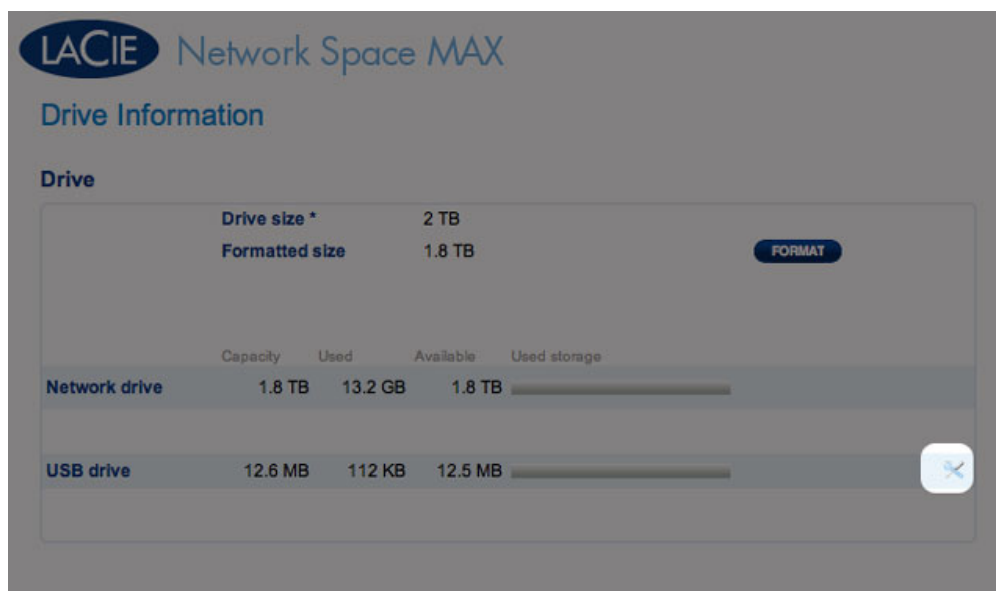 LACIE Network Space MAX
Drive Information
Drive
Drive size * 2 TB
Formatted size 1.8 TB FORMAT
Capacity Used Available Used storage
Network drive 1.8 TB 13.2 GB 1.8 TB
USB drive 12.6 MB 112 KB 12.5 MB